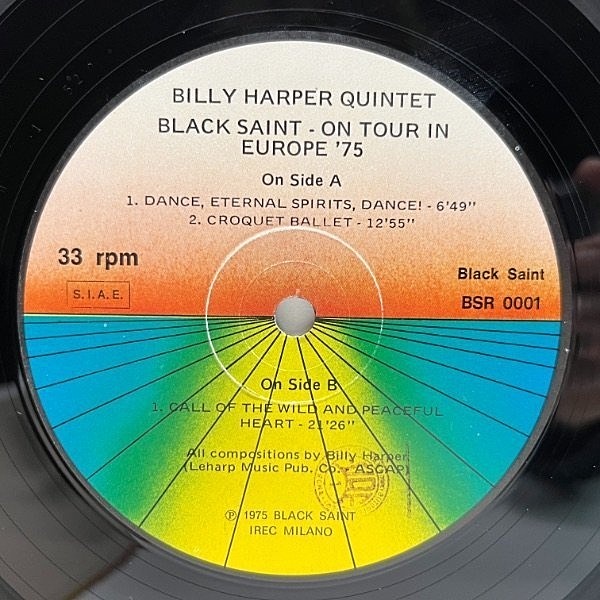 BILLY HARPER QUINTET
BLACK SAINT - ON TOUR IN
EUROPE '75
On Side A
1. DANCE, ETERNAL SPIRITS, DANCE! - 6'49"
2. CROQUET BALLET - 12'55"
33 rpm
S.I.A.E.
Black Saint
BSR 0001
On Side B
1. CALL OF THE WILD AND PEACEFUL
HEART - 21'26"
All compositions by Billy Harper
(Leharp Music Pub. Co. - ASCAP)
℗ 1975 BLACK SAINT
IREC MILANO